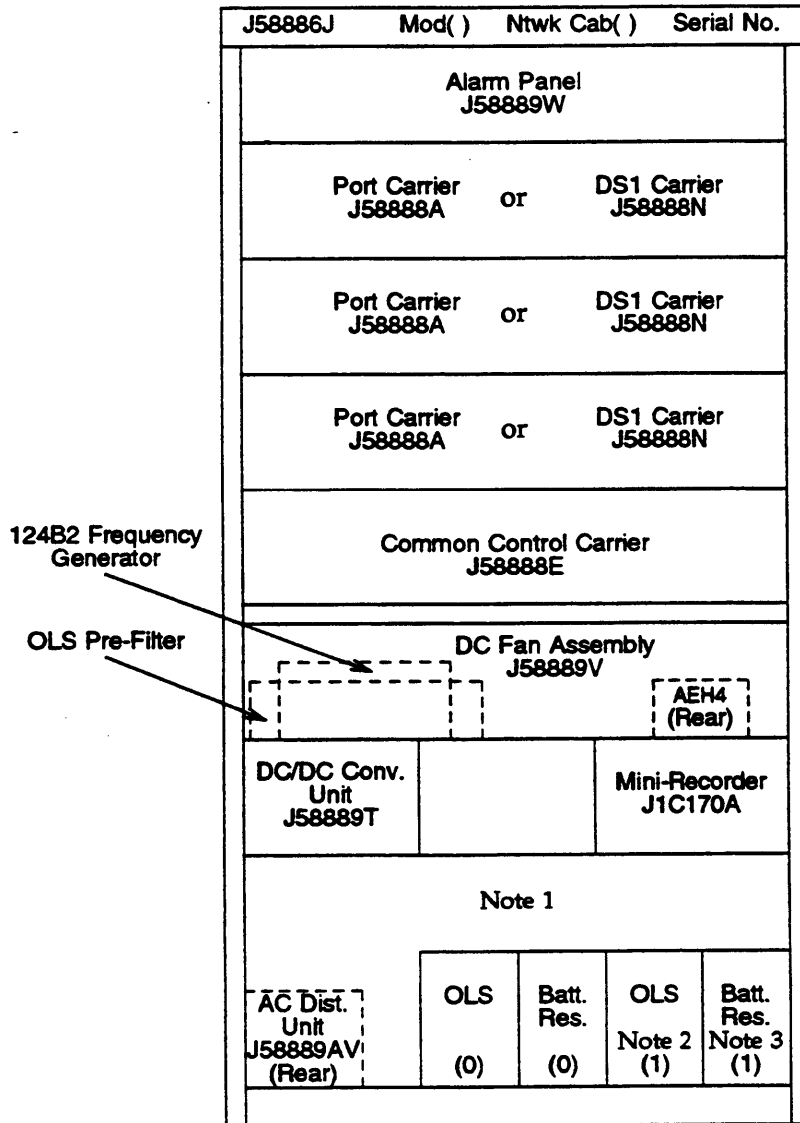 J58886J Mod( ) Ntwk Cab( ) Serial No.
Alarm Panel
J58889W
Port Carrier or DS1 Carrier
J58888A J58888N
Port Carrier or DS1 Carrier
J58888A J58888N
Port Carrier or DS1 Carrier
J58888A J58888N
Common Control Carrier
J58888E
124B2 Frequency
Generator
OLS Pre-Filter
DC Fan Assembly
J58889V
AEH4
(Rear)
DC/DC Conv.
Unit
J58889T
Mini-Recorder
J1C170A
Note 1
AC Dist.
Unit
J58889AV
(Rear)
OLS
(0)
Batt.
Res.
(0)
OLS
Note 2
(1)
Batt.
Res.
Note 3
(1)